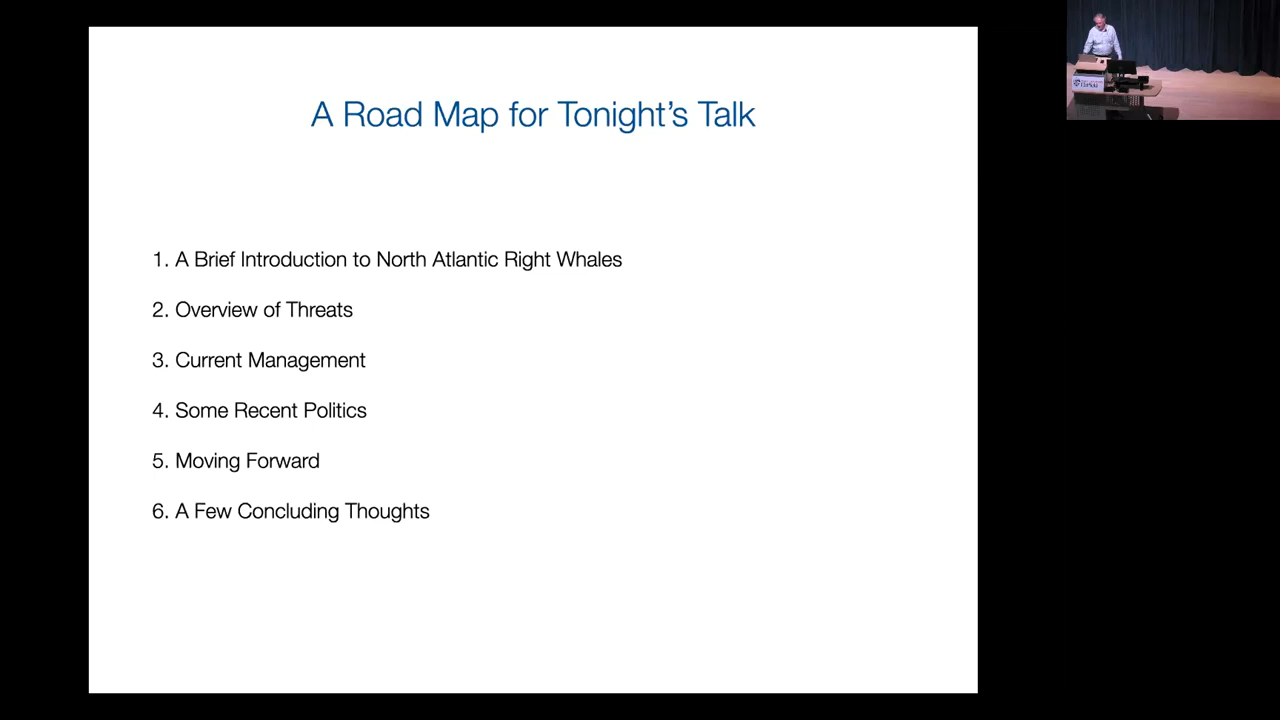 A Road Map for Tonight's Talk
1. A Brief Introduction to North Atlantic Right Whales
2. Overview of Threats
3. Current Management
4. Some Recent Politics
5. Moving Forward
6. A Few Concluding Thoughts